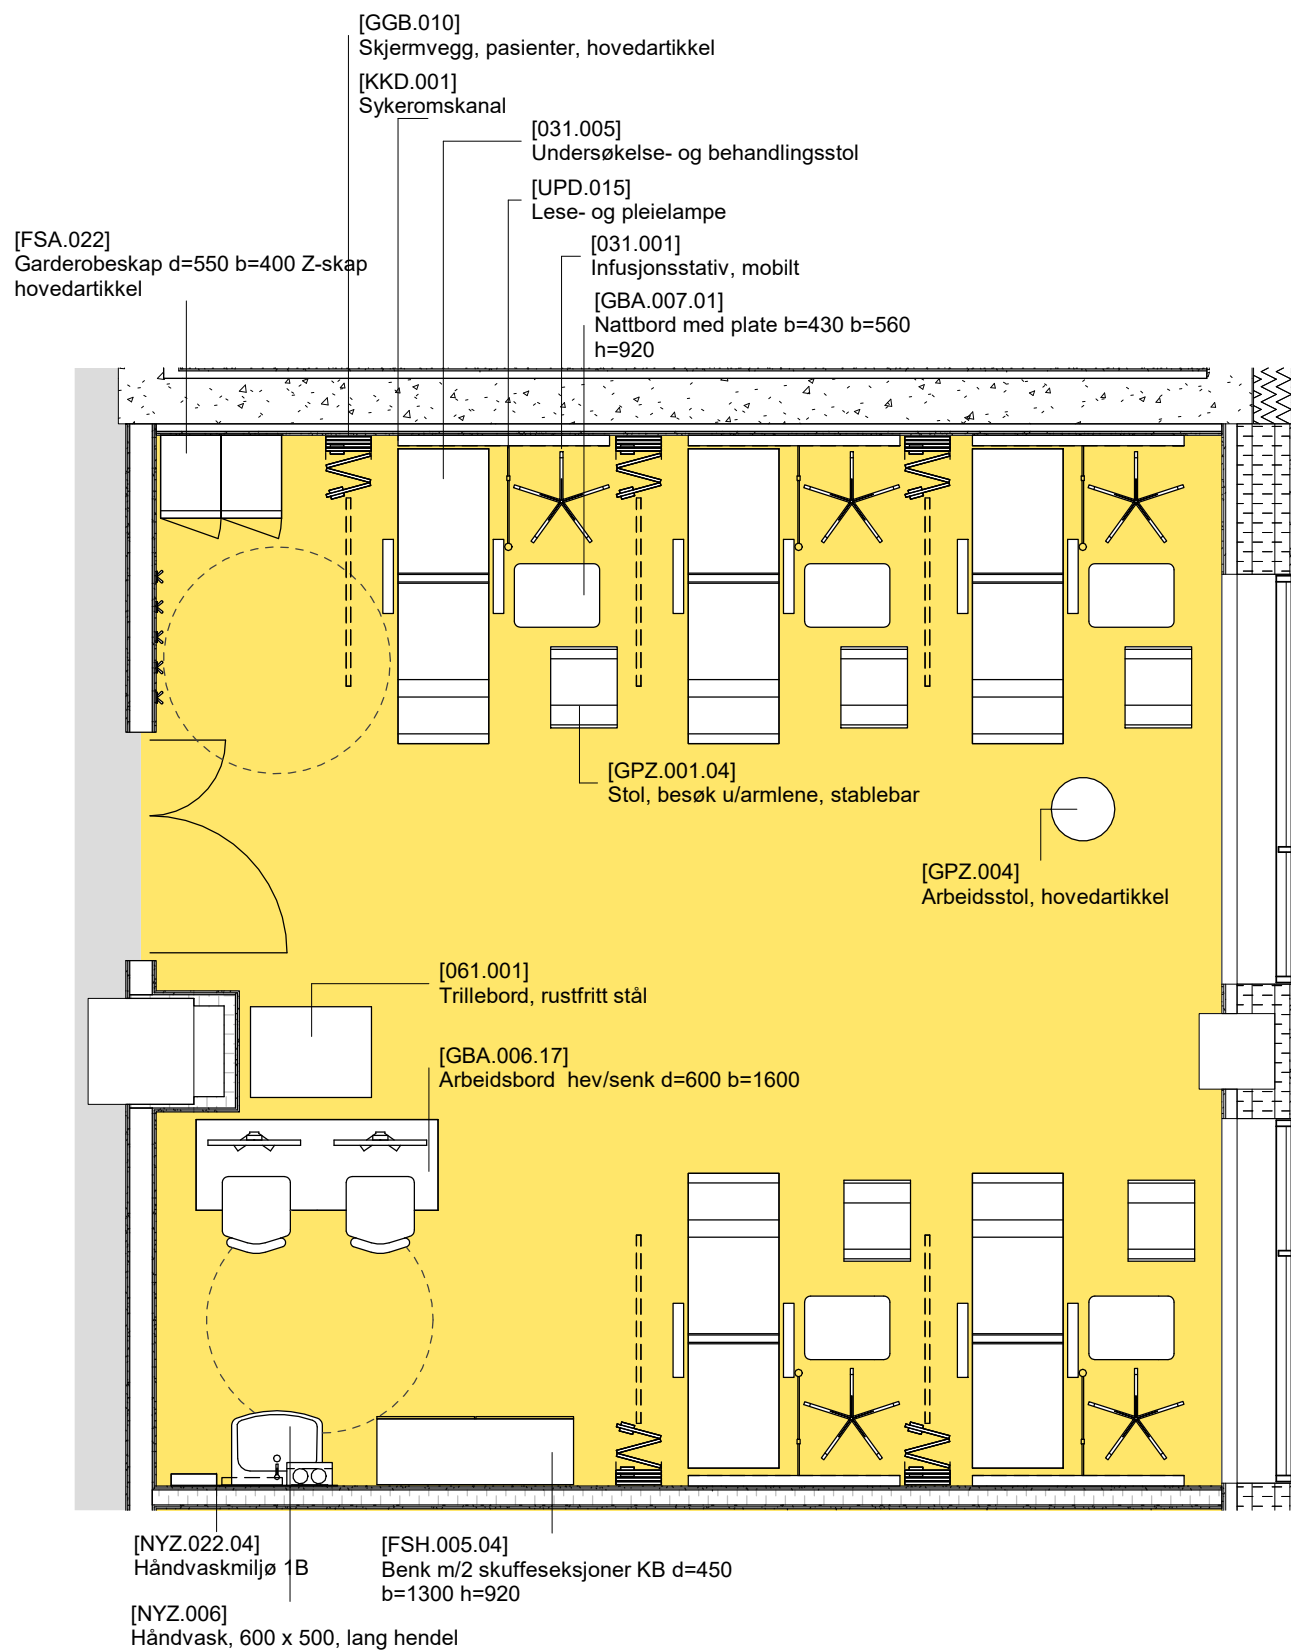 [GGB.010]
Skjermvegg, pasienter, hovedartikkel
[KKD.001]
Sykeromskanal
[031.005]
Undersøkelse- og behandlingsstol
[UPD.015]
Lese- og pleielampe
[FSA.022]
Garderobeskap d=550 b=400 Z-skap
hovedartikkel
[031.001]
Infusjonsstativ, mobilt
[GBA.007.01]
Nattbord med plate b=430 b=560
h=920
[GPZ.001.04]
Stol, besøk u/armlene, stablebar
[GPZ.004]
Arbeidsstol, hovedartikkel
[061.001]
Trillebord, rustfritt stål
[GBA.006.17]
Arbeidsbord  hev/senk d=600 b=1600
[NYZ.022.04]
Håndvaskmiljø 1B
[FSH.005.04]
Benk m/2 skuffeseksjoner KB d=450
b=1300 h=920
[NYZ.006]
Håndvask, 600 x 500, lang hendel